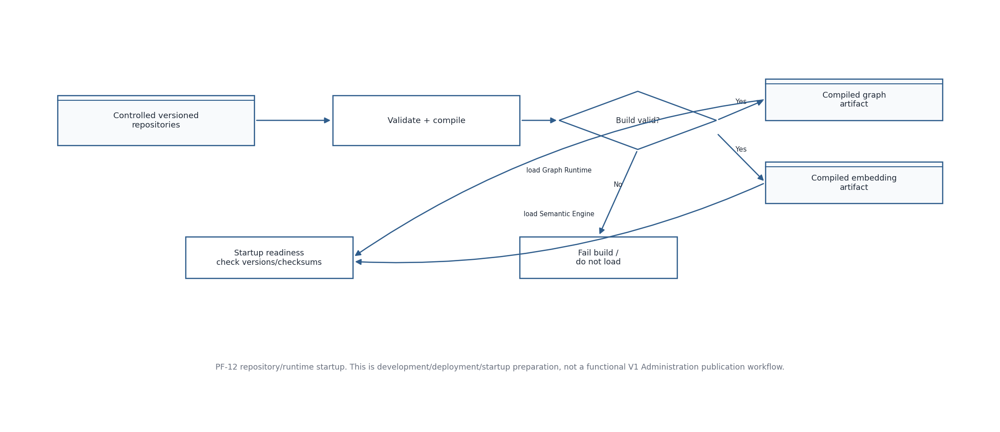 Controlled versioned
repositories
Validate + compile
Build valid?
Yes
Compiled graph
artifact
Yes
Compiled embedding
artifact
load Graph Runtime
No
load Semantic Engine
Startup readiness
check versions/checksums
Fail build /
do not load
PF-12 repository/runtime startup. This is development/deployment/startup preparation, not a functional V1 Administration publication workflow.